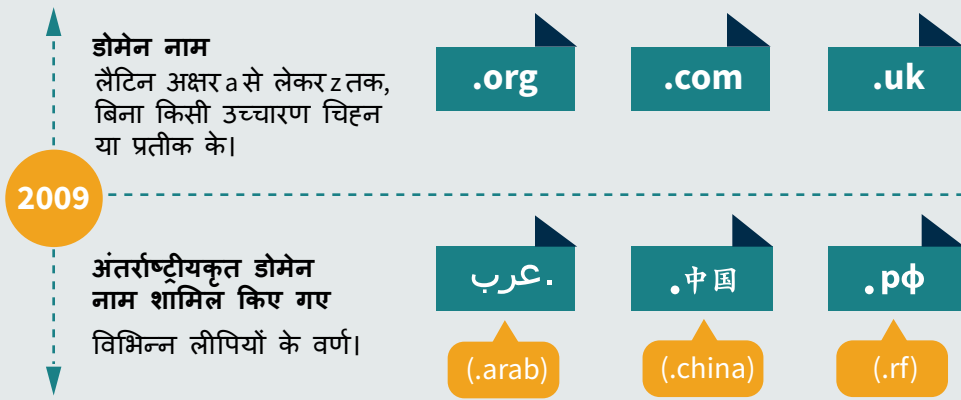 डोमेन नाम
लैटिन अक्षर a से लेकर z तक,
बिना किसी उच्चारण चिह्न
या प्रतीक के।
.org
.com
.uk
2009
अंतर्राष्ट्रीयकृत डोमेन
नाम शामिल किए गए
विभिन्न लीपियों के वर्ण।
.عرب
.中国
.рф
(.arab)
(.china)
(.rf)